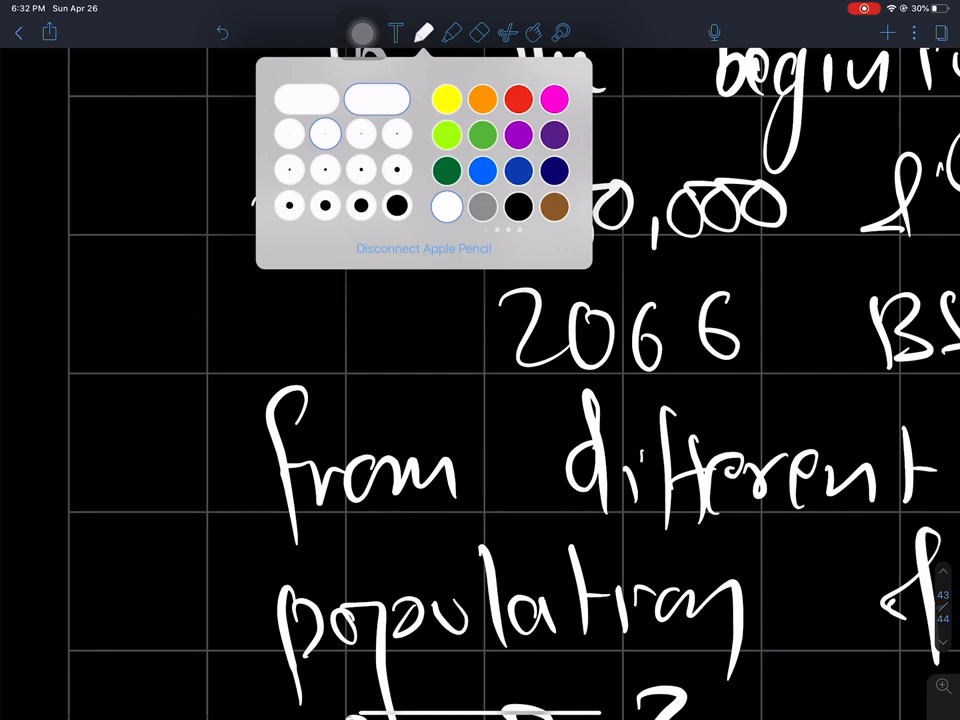 6:32 PM Sun Apr 26
30%
T
begin
0,000
Disconnect Apple Pencil
2066 BS
from different
43
44
population
?